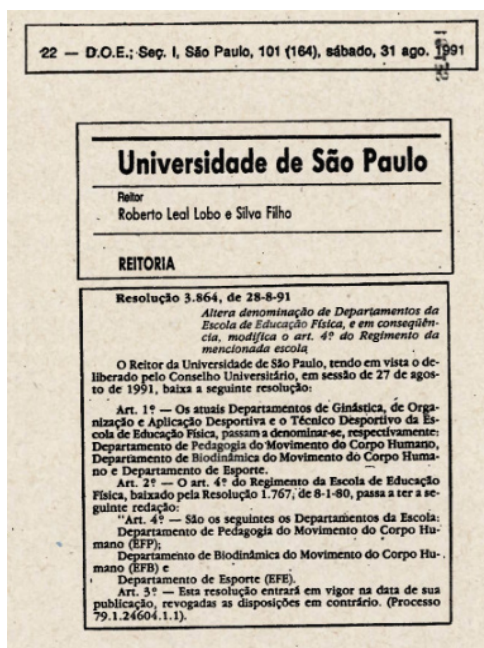 22 — D.O.E.; Seç. I, São Paulo, 101 (164), sábado, 31 ago. 1991
Universidade de São Paulo
Reitor
Roberto Leal Lobo e Silva Filho
REITORIA
Resolução 3.864, de 28-8-91
Altera denominação de Departamentos da
Escola de Educação Física, e em conseqüên-
cia, modifica o art. 4º do Regimento da
mencionada escola
O Reitor da Universidade de São Paulo, tendo em vista o de-
liberado pelo Conselho Universitário, em sessão de 27 de agos-
to de 1991, baixa a seguinte resolução:
Art. 1º — Os atuais Departamentos de Ginástica, de Orga-
nização e Aplicação Desportiva e o Técnico Desportivo da Es-
cola de Educação Física, passam a denominar-se, respectivamente:
Departamento de Pedagogia do Movimento do Corpo Humano,
Departamento de Biodinâmica do Movimento do Corpo Huma-
no e Departamento de Esporte.
Art. 2º — O art. 4º do Regimento da Escola de Educação
Física, baixado pela Resolução 1.767, de 8-1-80, passa a ter a se-
guinte redação:
"Art. 4º — São os seguintes os Departamentos da Escola:
Departamento de Pedagogia do Movimento do Corpo Hu-
mano (EFP);
Departamento de Biodinâmica do Movimento do Corpo Hu-
mano (EFB) e
Departamento de Esporte (EFE).
Art. 3º — Esta resolução entrará em vigor na data de sua
publicação, revogadas as disposições em contrário. (Processo
79.1.24604.1.1).